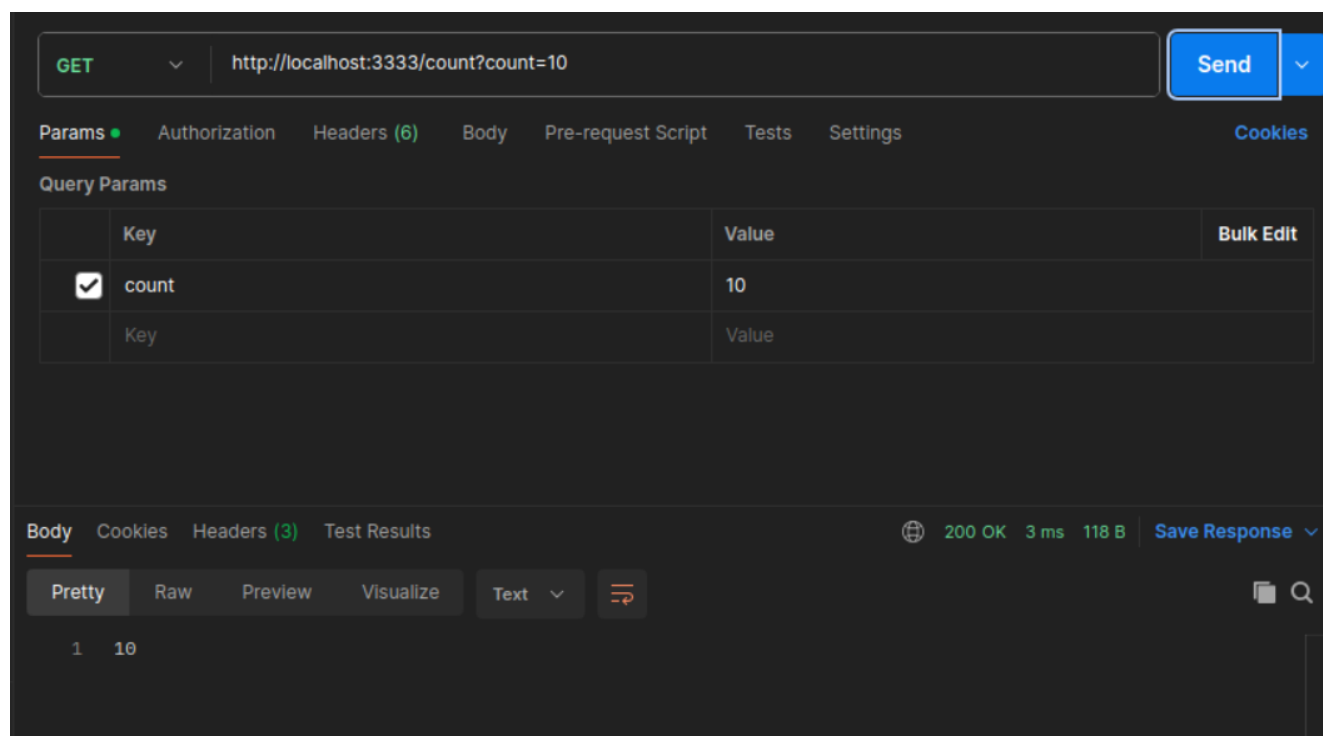 GET http://localhost:3333/count?count=10 Send
Params Authorization Headers (6) Body Pre-request Script Tests Settings Cookies
Query Params
Key Value Bulk Edit
count 10
Key Value
Body Cookies Headers (3) Test Results 200 OK 3 ms 118 B Save Response
Pretty Raw Preview Visualize Text
1 10